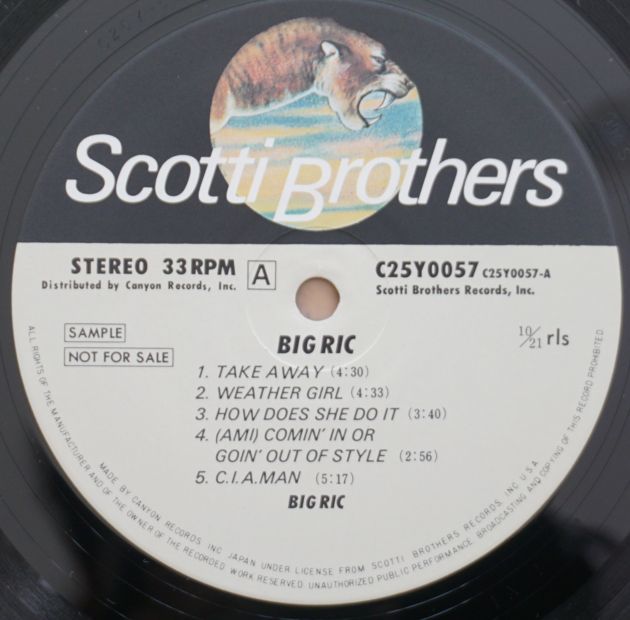 Scotti Brothers
STEREO 33RPM
Distributed by Canyon Records, Inc.
A
C25Y0057 C25Y0057-A
Scotti Brothers Records, Inc.
SAMPLE
NOT FOR SALE
10/21 rls
BIG RIC
1. TAKE AWAY (4:30)
2. WEATHER GIRL (4:33)
3. HOW DOES SHE DO IT (3:40)
4. (AMI) COMIN' IN OR
GOIN' OUT OF STYLE (2:56)
5. C.I.A.MAN (5:17)
BIG RIC
MADE BY CANYON RECORDS, INC. JAPAN UNDER LICENSE FROM SCOTTI BROTHERS RECORDS, INC. U.S.A.
ALL RIGHTS OF THE MANUFACTURER AND OF THE OWNER OF THE RECORDED WORK RESERVED. UNAUTHORIZED PUBLIC PERFORMANCE, BROADCASTING AND COPYING OF THIS RECORD PROHIBITED